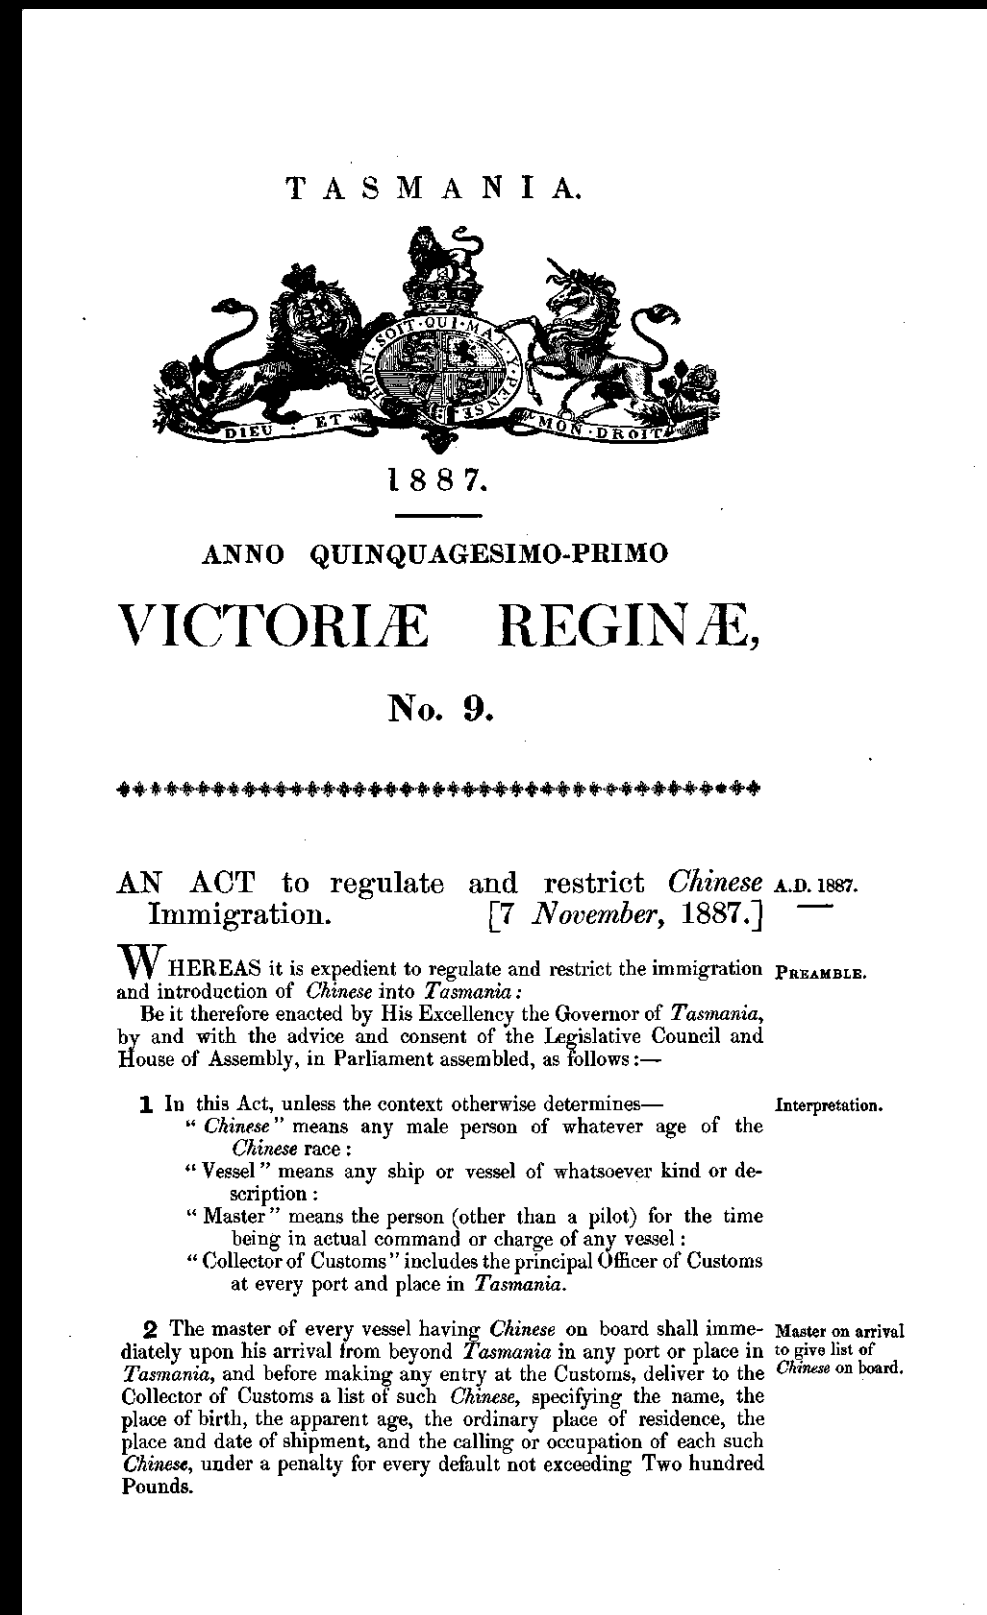 TASMANIA.
HONI · SOIT · QUI · MAL · Y · PENSE
DIEU : ET MON · DROIT
1887.
ANNO QUINQUAGESIMO-PRIMO
VICTORIÆ REGINÆ,
No. 9.
AN ACT to regulate and restrict Chinese A.D. 1887.
Immigration. [7 November, 1887.]
WHEREAS it is expedient to regulate and restrict the immigration PREAMBLE.
and introduction of Chinese into Tasmania:
Be it therefore enacted by His Excellency the Governor of Tasmania,
by and with the advice and consent of the Legislative Council and
House of Assembly, in Parliament assembled, as follows:—
1 In this Act, unless the context otherwise determines— Interpretation.
“Chinese” means any male person of whatever age of the
Chinese race:
“Vessel” means any ship or vessel of whatsoever kind or de-
scription:
“Master” means the person (other than a pilot) for the time
being in actual command or charge of any vessel:
“Collector of Customs” includes the principal Officer of Customs
at every port and place in Tasmania.
2 The master of every vessel having Chinese on board shall imme- Master on arrival
diately upon his arrival from beyond Tasmania in any port or place in to give list of
Tasmania, and before making any entry at the Customs, deliver to the Chinese on board.
Collector of Customs a list of such Chinese, specifying the name, the
place of birth, the apparent age, the ordinary place of residence, the
place and date of shipment, and the calling or occupation of each such
Chinese, under a penalty for every default not exceeding Two hundred
Pounds.